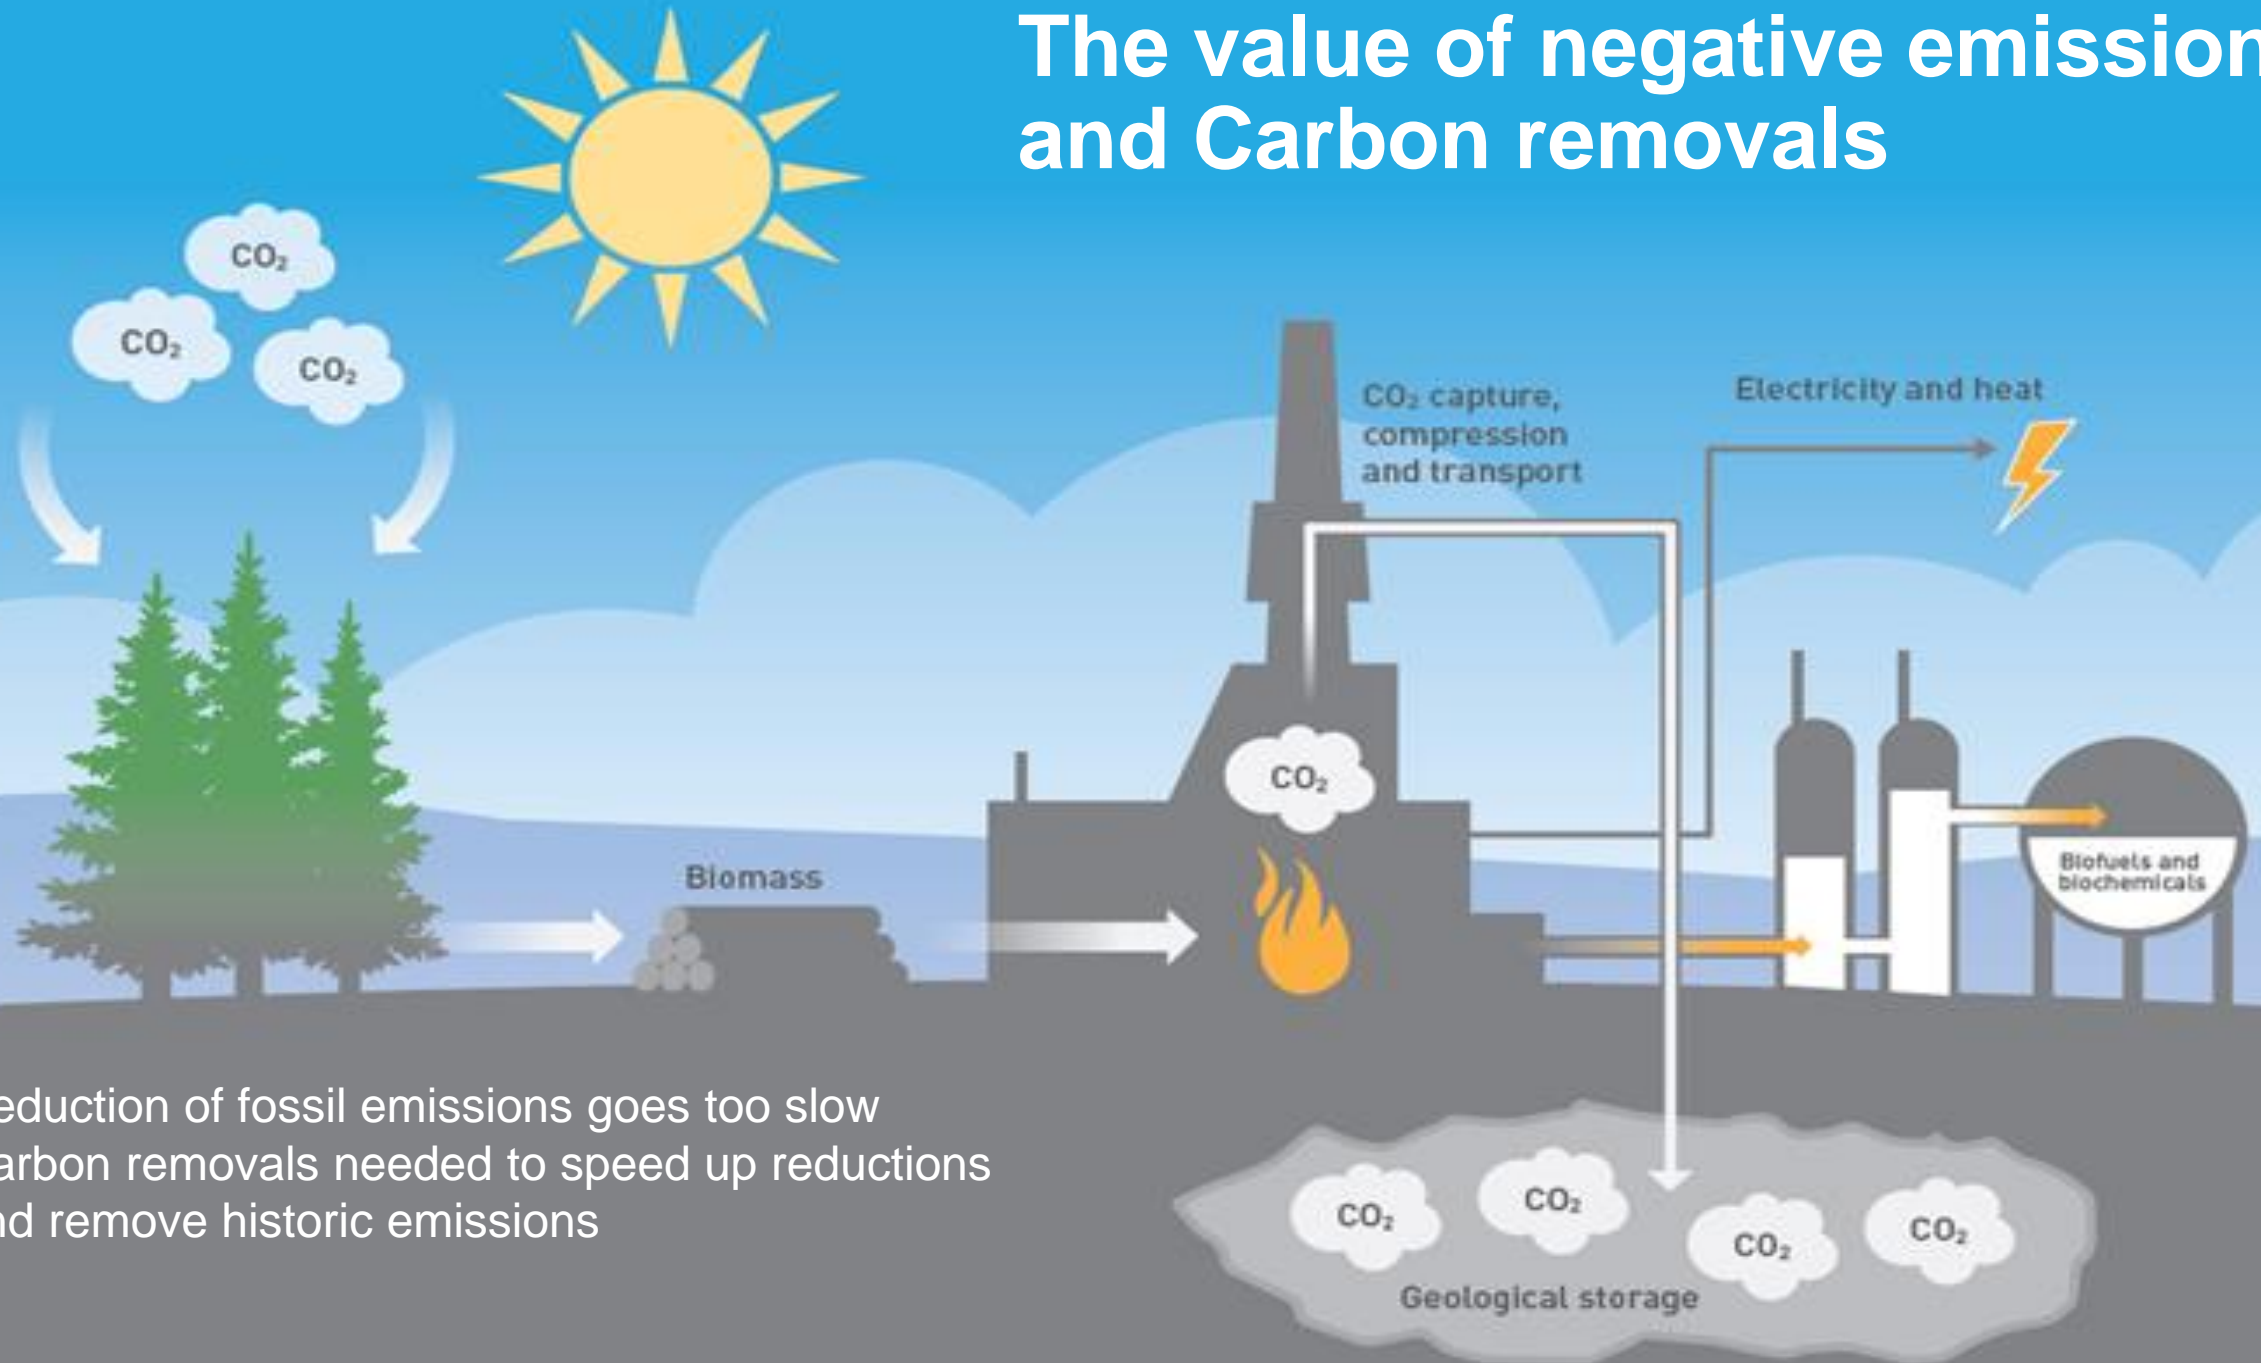 The value of negative emission
and Carbon removals
CO₂
CO₂
CO₂
CO₂ capture,
compression
and transport
Electricity and heat
CO₂
Biomass
Biofuels and
biochemicals
eduction of fossil emissions goes too slow
arbon removals needed to speed up reductions
nd remove historic emissions
CO₂
CO₂
CO₂
CO₂
Geological storage